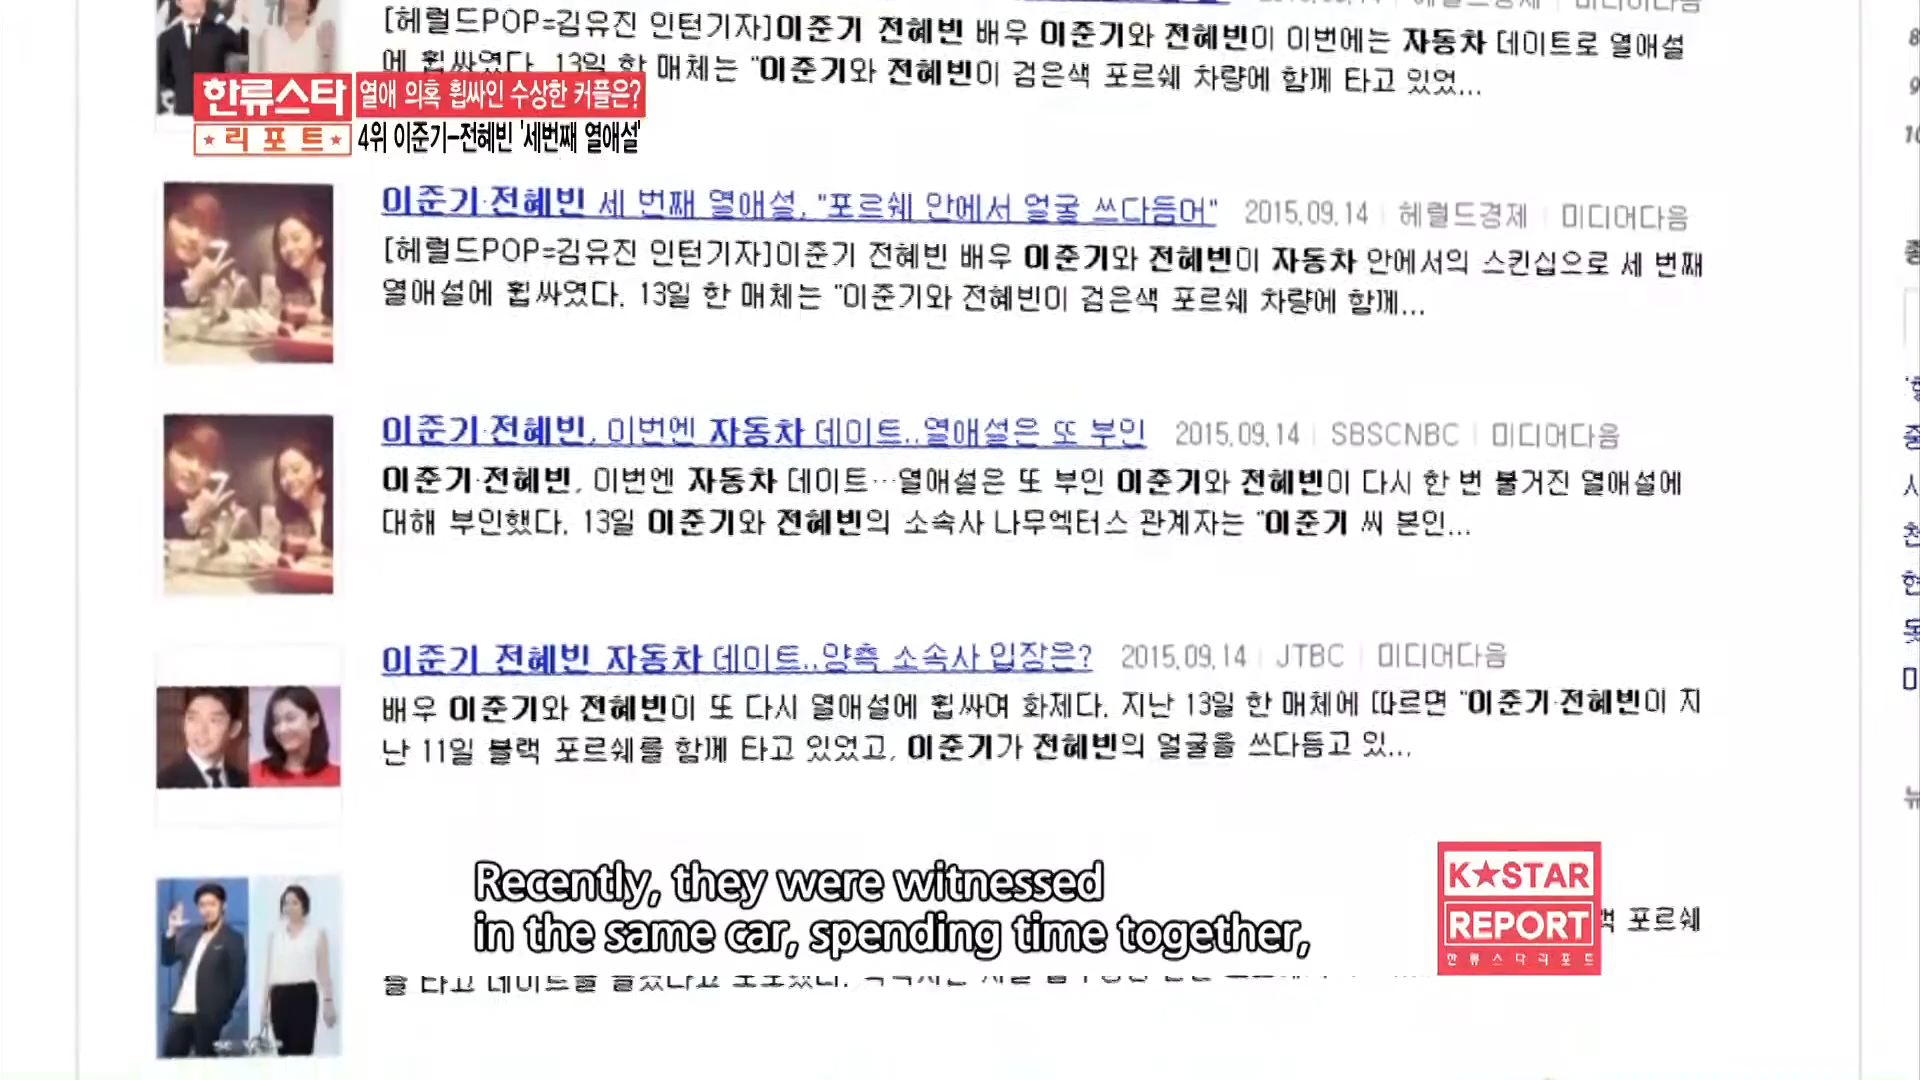 [헤럴드POP=김유진 인턴기자]이준기 전혜빈 배우 이준기와 전혜빈이 이번에는 자동차 데이트로 열애설
에 휩싸였다. 13일 한 매체는 "이준기와 전혜빈이 검은색 포르쉐 차량에 함께 타고 있었...
한류스타
리포트
열애 의혹 휩싸인 수상한 커플은?
4위 이준기-전혜빈 '세번째 열애설'
이준기·전혜빈 세 번째 열애설, "포르쉐 안에서 얼굴 쓰다듬어" 2015.09.14 | 헤럴드경제 | 미디어다음
[헤럴드POP=김유진 인턴기자]이준기 전혜빈 배우 이준기와 전혜빈이 자동차 안에서의 스킨십으로 세 번째
열애설에 휩싸였다. 13일 한 매체는 "이준기와 전혜빈이 검은색 포르쉐 차량에 함께...
이준기·전혜빈, 이번엔 자동차 데이트..열애설은 또 부인 2015.09.14 | SBSCNBC | 미디어다음
이준기·전혜빈, 이번엔 자동차 데이트…열애설은 또 부인 이준기와 전혜빈이 다시 한 번 불거진 열애설에
대해 부인했다. 13일 이준기와 전혜빈의 소속사 나무엑터스 관계자는 "이준기 씨 본인...
이준기 전혜빈 자동차 데이트..양측 소속사 입장은? 2015.09.14 | JTBC | 미디어다음
배우 이준기와 전혜빈이 또 다시 열애설에 휩싸여 화제다. 지난 13일 한 매체에 따르면 "이준기·전혜빈이 지
난 11일 블랙 포르쉐를 함께 타고 있었고, 이준기가 전혜빈의 얼굴을 쓰다듬고 있...
Recently, they were witnessed
in the same car, spending time together,
K★STAR
REPORT
한류스타리포트
포르쉐